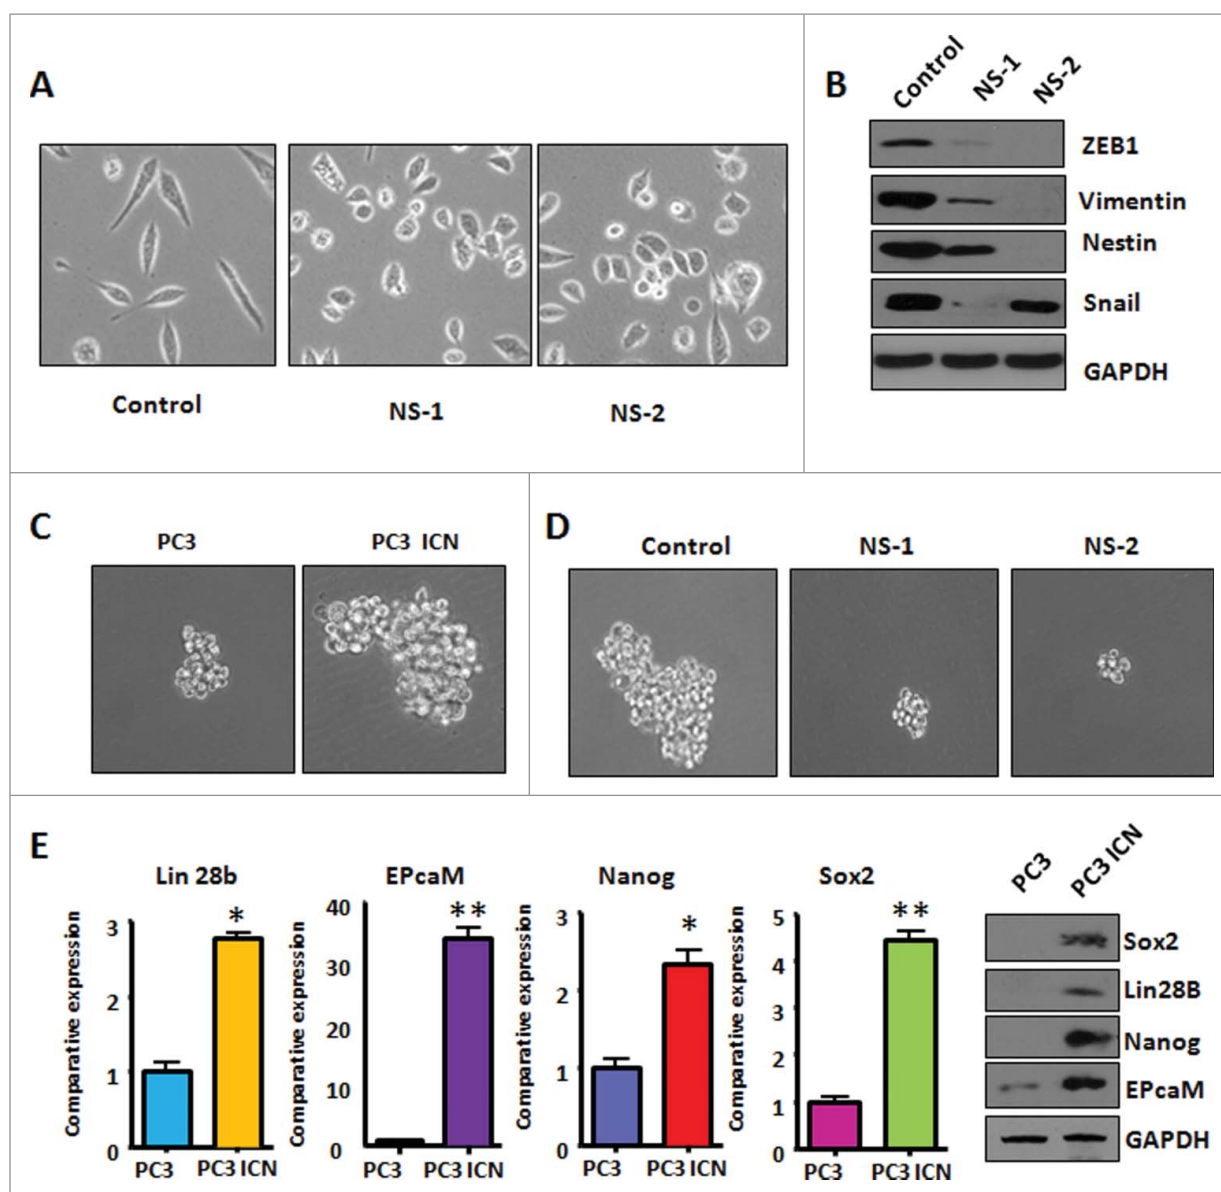 A
Control
NS-1
NS-2
B
Control
NS-1
NS-2
ZEB1
Vimentin
Nestin
Snail
GAPDH
C
PC3
PC3 ICN
D
Control
NS-1
NS-2
E
Lin 28b
Comparative expression
3
2
1
0
*
PC3
PC3 ICN
EPcaM
Comparative expression
40
30
20
10
0
**
PC3
PC3 ICN
Nanog
Comparative expression
3
2
1
0
*
PC3
PC3 ICN
Sox2
Comparative expression
5
4
3
2
1
0
**
PC3
PC3 ICN
PC3
PC3 ICN
Sox2
Lin28B
Nanog
EPcaM
GAPDH